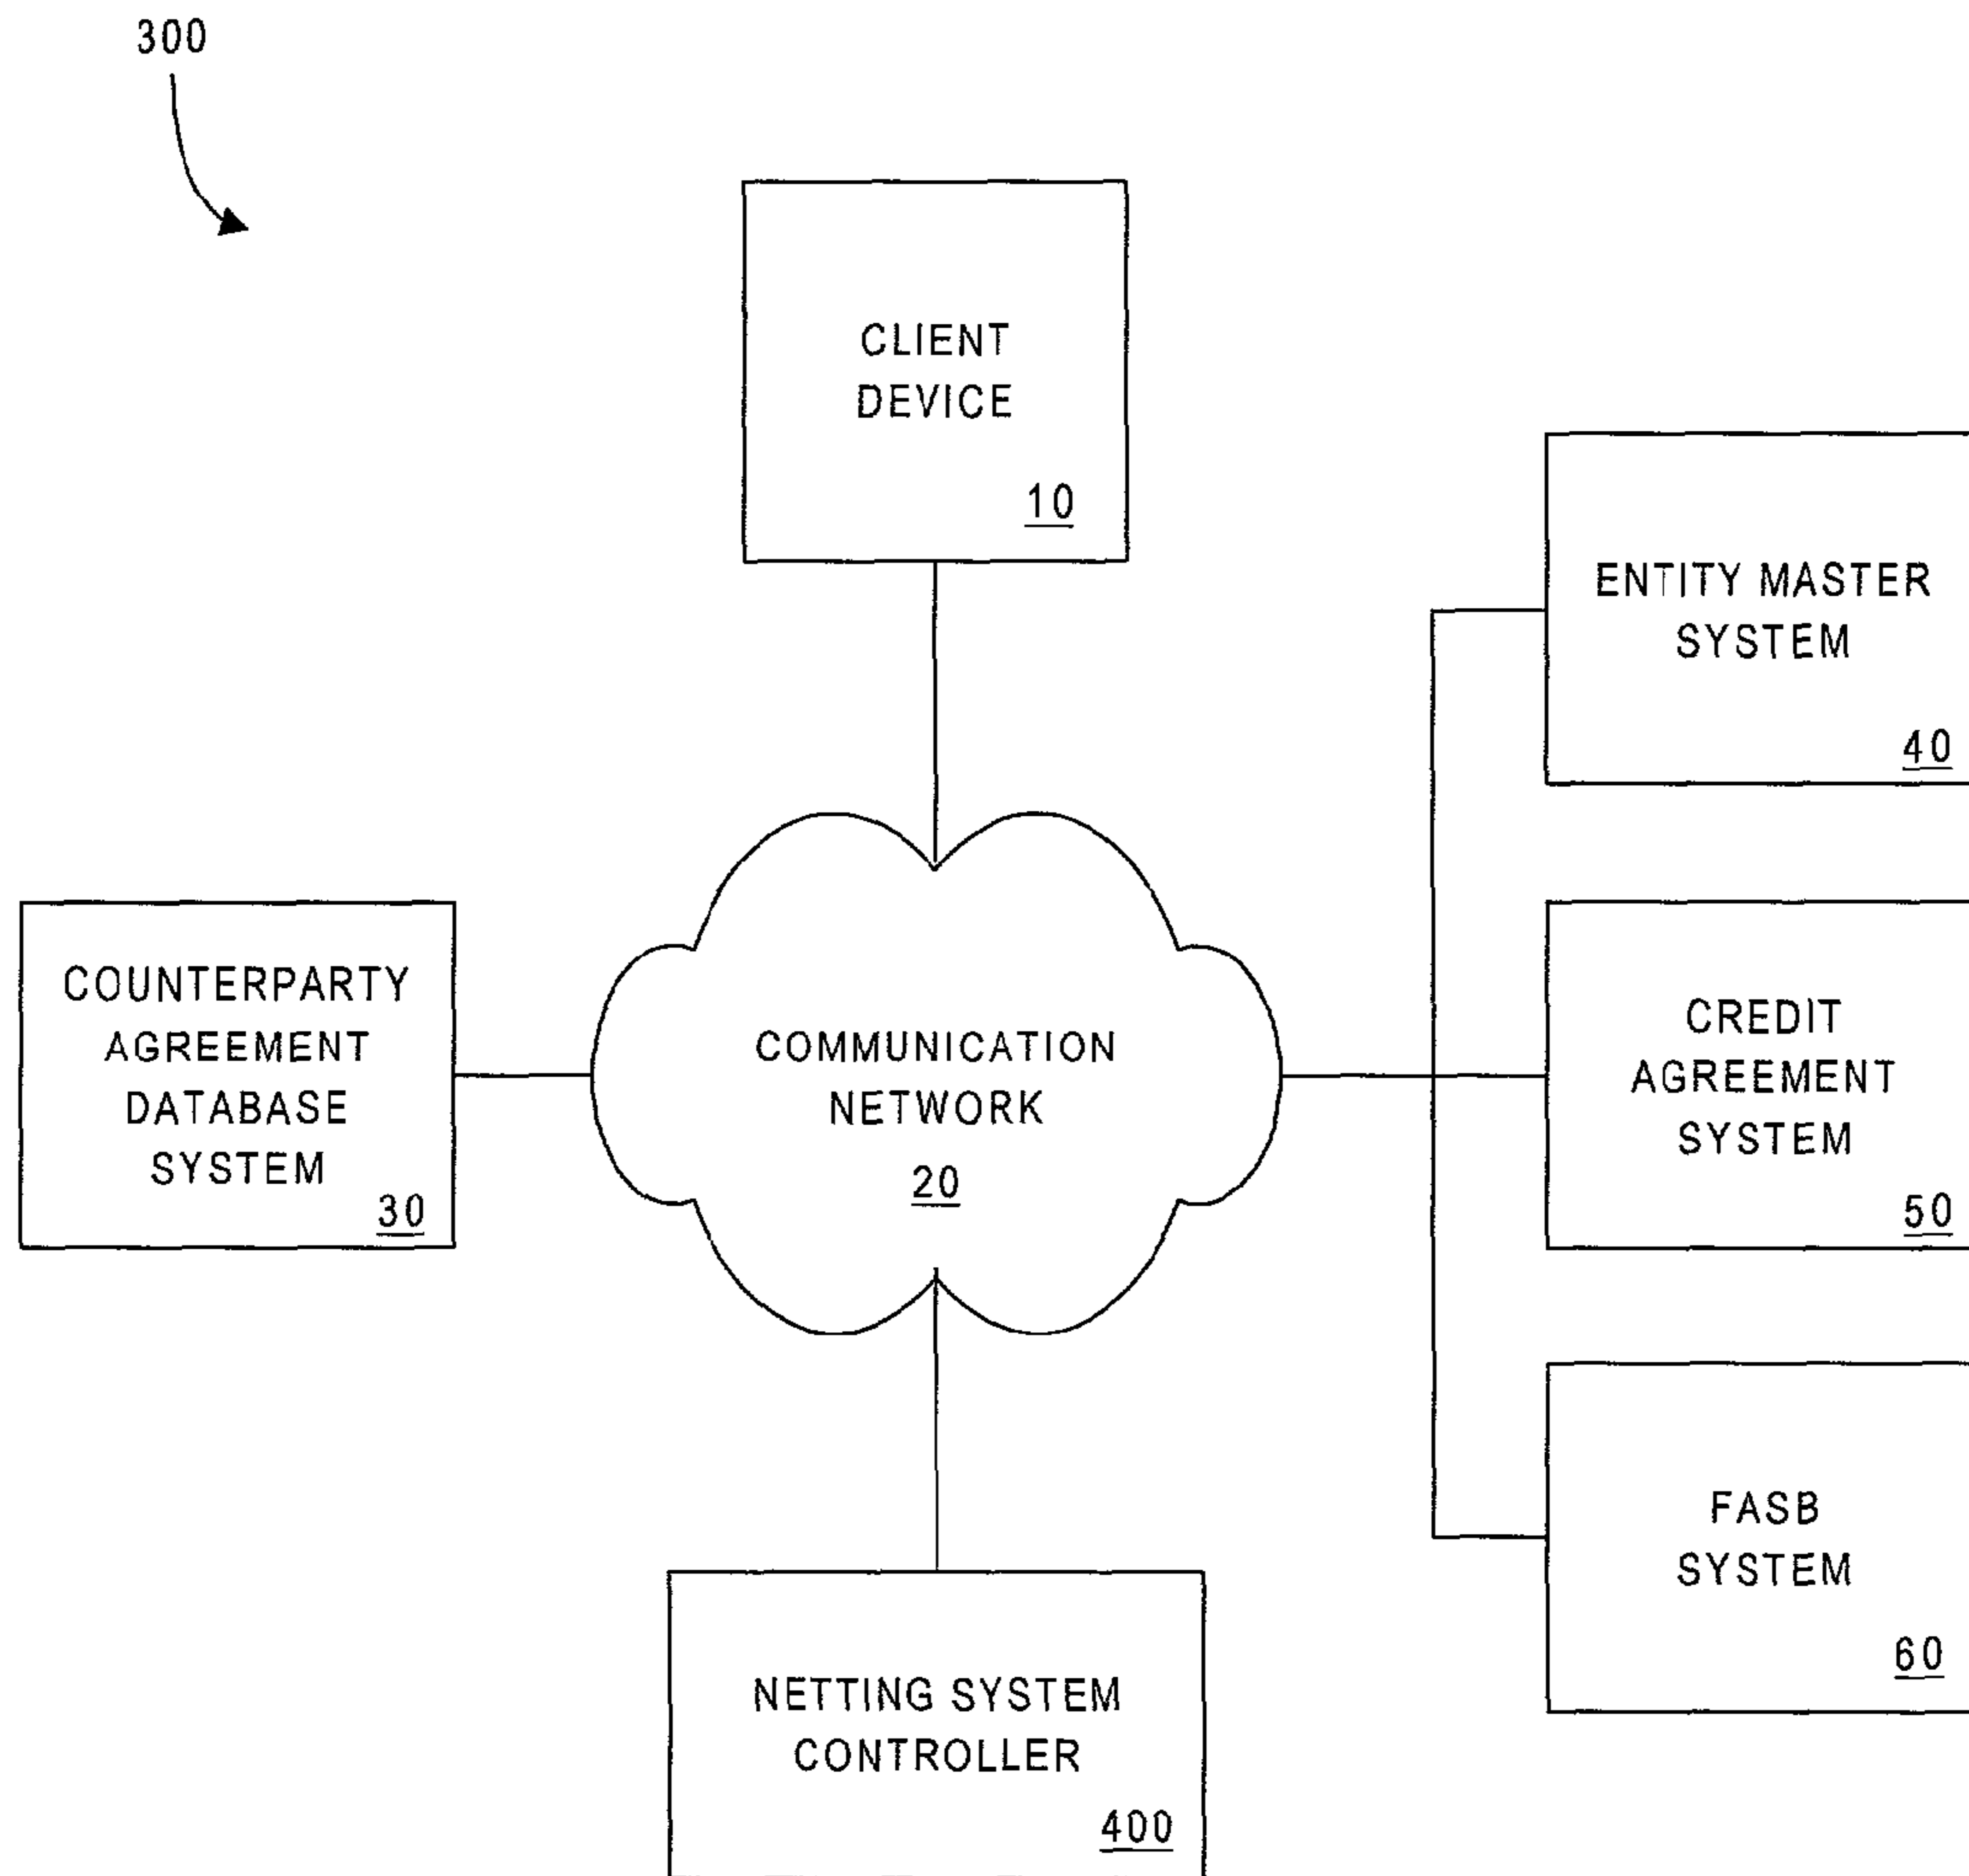 300
CLIENT
DEVICE
10
ENTITY MASTER
SYSTEM
40
COUNTERPARTY
AGREEMENT
DATABASE
SYSTEM
30
COMMUNICATION
NETWORK
20
CREDIT
AGREEMENT
SYSTEM
50
FASB
SYSTEM
60
NETTING SYSTEM
CONTROLLER
400